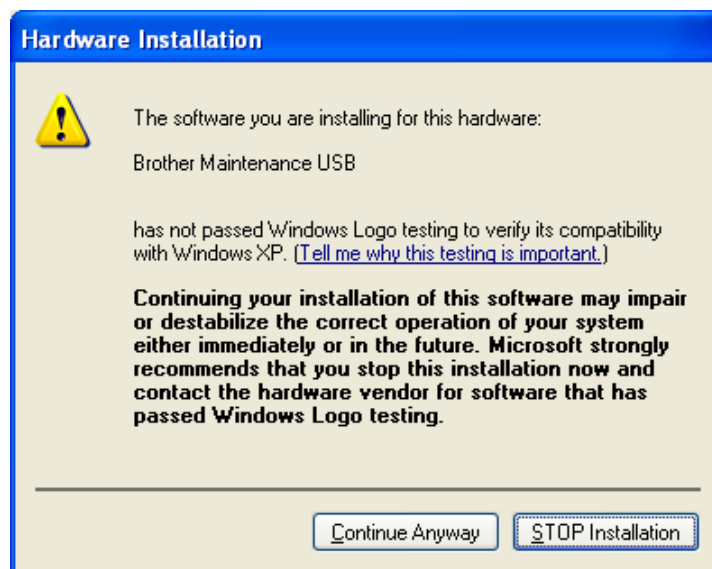 Hardware Installation
The software you are installing for this hardware:
Brother Maintenance USB
has not passed Windows Logo testing to verify its compatibility
with Windows XP. (Tell me why this testing is important.)
Continuing your installation of this software may impair
or destabilize the correct operation of your system
either immediately or in the future. Microsoft strongly
recommends that you stop this installation now and
contact the hardware vendor for software that has
passed Windows Logo testing.
Continue Anyway
STOP Installation